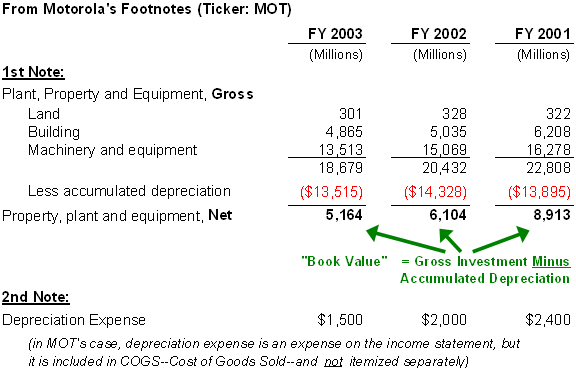 From Motorola's Footnotes (Ticker: MOT)
FY 2003 FY 2002 FY 2001
(Millions) (Millions) (Millions)
1st Note:
Plant, Property and Equipment, Gross
Land 301 328 322
Building 4,865 5,035 6,208
Machinery and equipment 13,513 15,069 16,278
18,679 20,432 22,808
Less accumulated depreciation ($13,515) ($14,328) ($13,895)
Property, plant and equipment, Net 5,164 6,104 8,913
"Book Value" = Gross Investment Minus
Accumulated Depreciation
2nd Note:
Depreciation Expense $1,500 $2,000 $2,400
(in MOT's case, depreciation expense is an expense on the income statement, but
it is included in COGS--Cost of Goods Sold--and not itemized separately)